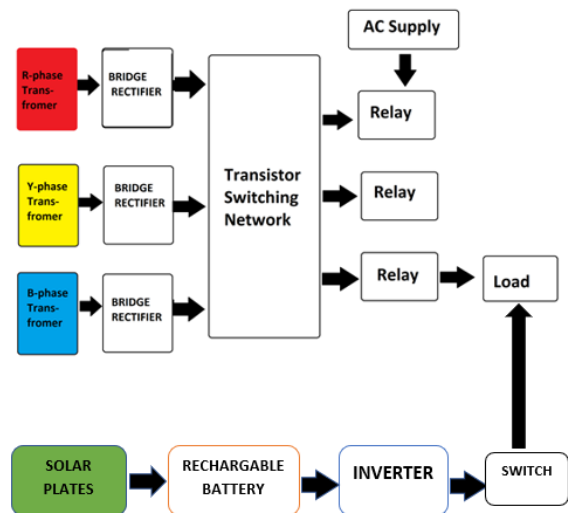 AC Supply
R-phase
Trans-
fromer
BRIDGE
RECTIFIER
Relay
Transistor
Switching
Network
Y-phase
Trans-
fromer
BRIDGE
RECTIFIER
Relay
B-phase
Trans-
fromer
BRIDGE
RECTIFIER
Relay
Load
SOLAR
PLATES
RECHARGABLE
BATTERY
INVERTER
SWITCH